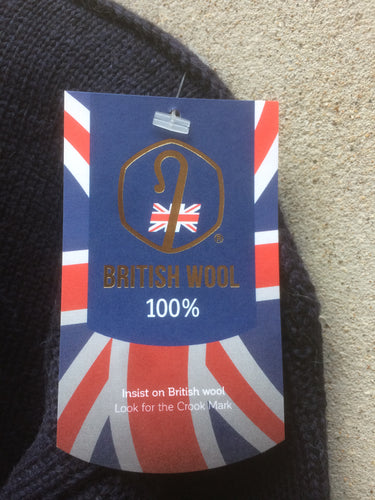 ®
BRITISH WOOL
100%
Insist on British wool
Look for the Crook Mark